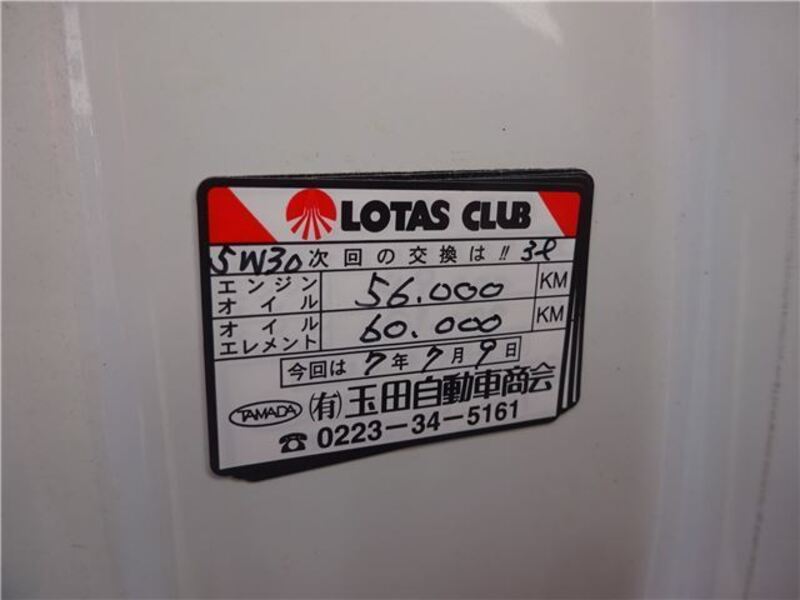 LOTAS CLUB
5W30 次回の交換は!! 3ℓ
エンジン
オイル 56.000 KM
オイル
エレメント 60.000 KM
今回は 7年7月9日
TAMADA (有)玉田自動車商会
☎ 0223-34-5161